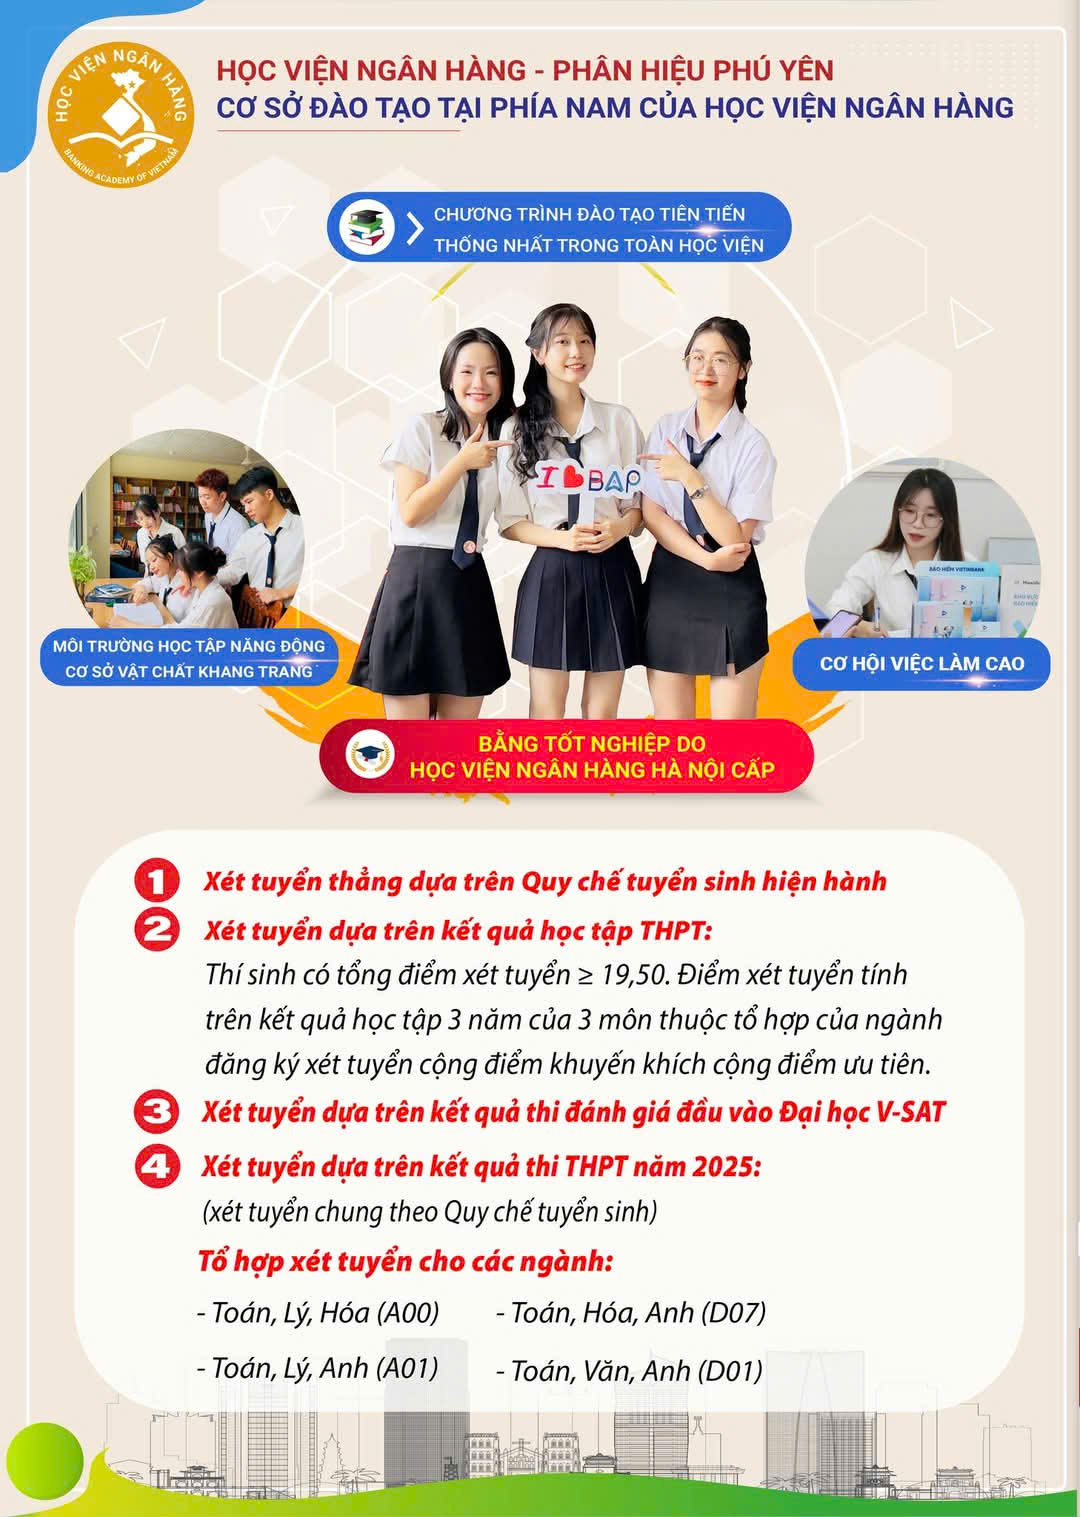 HỌC VIỆN NGÂN HÀNG
BANKING ACADEMY OF VIETNAM
HỌC VIỆN NGÂN HÀNG - PHÂN HIỆU PHÚ YÊN
CƠ SỞ ĐÀO TẠO TẠI PHÍA NAM CỦA HỌC VIỆN NGÂN HÀNG
CHƯƠNG TRÌNH ĐÀO TẠO TIÊN TIẾN
THỐNG NHẤT TRONG TOÀN HỌC VIỆN
I BAP
BẢO HIỂM VIETINBANK
MÔI TRƯỜNG HỌC TẬP NĂNG ĐỘNG
CƠ SỞ VẬT CHẤT KHANG TRANG
CƠ HỘI VIỆC LÀM CAO
BẰNG TỐT NGHIỆP DO
HỌC VIỆN NGÂN HÀNG HÀ NỘI CẤP
1 Xét tuyển thẳng dựa trên Quy chế tuyển sinh hiện hành
2 Xét tuyển dựa trên kết quả học tập THPT:
Thí sinh có tổng điểm xét tuyển ≥ 19,50. Điểm xét tuyển tính
trên kết quả học tập 3 năm của 3 môn thuộc tổ hợp của ngành
đăng ký xét tuyển cộng điểm khuyến khích cộng điểm ưu tiên.
3 Xét tuyển dựa trên kết quả thi đánh giá đầu vào Đại học V-SAT
4 Xét tuyển dựa trên kết quả thi THPT năm 2025:
(xét tuyển chung theo Quy chế tuyển sinh)
Tổ hợp xét tuyển cho các ngành:
- Toán, Lý, Hóa (A00) - Toán, Hóa, Anh (D07)
- Toán, Lý, Anh (A01) - Toán, Văn, Anh (D01)